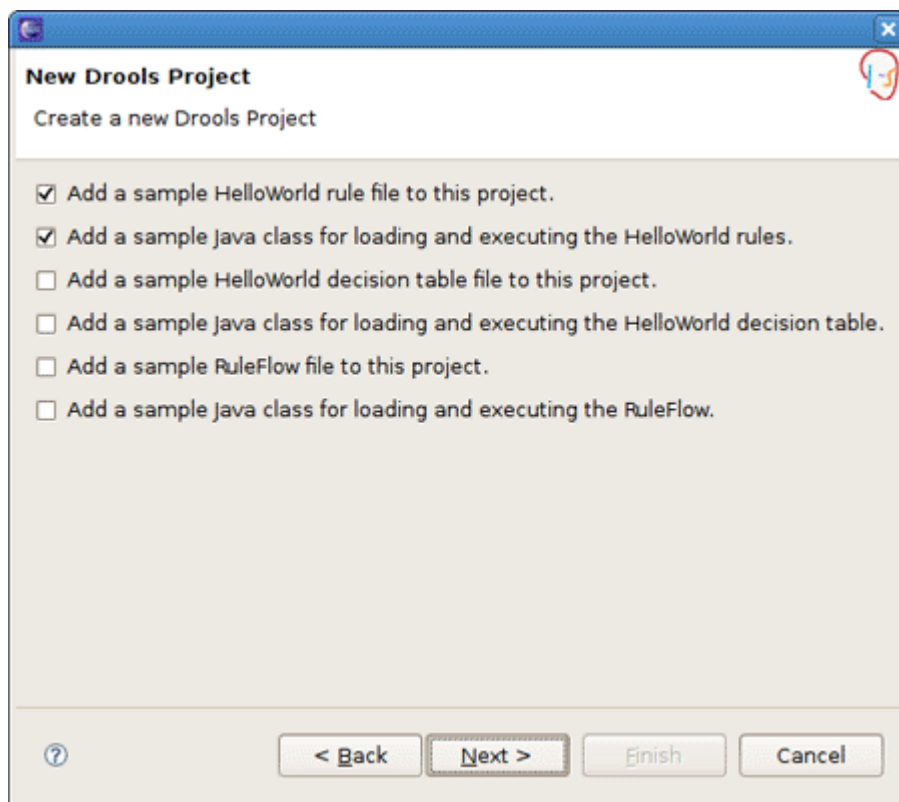 New Drools Project
Create a new Drools Project
Add a sample HelloWorld rule file to this project.
Add a sample Java class for loading and executing the HelloWorld rules.
Add a sample HelloWorld decision table file to this project.
Add a sample Java class for loading and executing the HelloWorld decision table.
Add a sample RuleFlow file to this project.
Add a sample Java class for loading and executing the RuleFlow.
? < Back Next > Finish Cancel